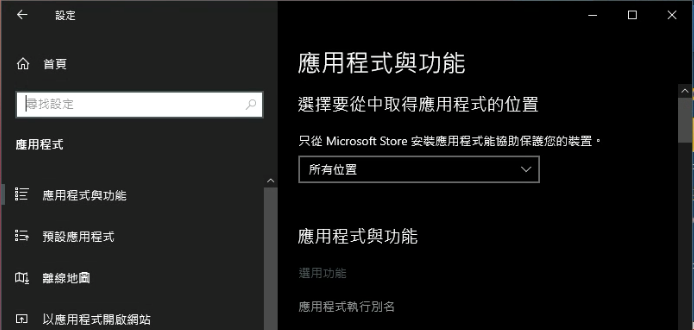 設定
首頁
尋找設定
應用程式
應用程式與功能
預設應用程式
離線地圖
以應用程式開啟網站
應用程式與功能
選擇要從中取得應用程式的位置
只從 Microsoft Store 安裝應用程式能協助保護您的裝置。
所有位置
應用程式與功能
選用功能
應用程式執行別名